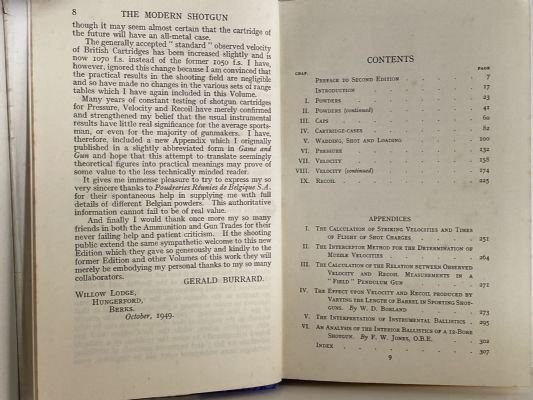 8 THE MODERN SHOTGUN
though it may seem almost certain that the cartridge of
the future will have an all-metal case.
The generally accepted " standard " observed velocity
of British Cartridges has been increased slightly and is
now 1070 f.s. instead of the former 1050 f.s. I have,
however, ignored this change because I am convinced that
the practical results in the shooting field are negligible
and so have made no changes in the various sets of range
tables which I have again included in this Volume.
Many years of constant testing of shotgun cartridges
for Pressure, Velocity and Recoil have merely confirmed
and strengthened my belief that the usual instrumental
results have little real significance for the average sports-
man, or even for the majority of gunmakers. I have,
therefore, included a new Appendix which I originally
published in a slightly abbreviated form in Game and
Gun and hope that this attempt to translate seemingly
theoretical figures into practical meanings may prove of
some value to the less technically minded reader.
It gives me immense pleasure to try to express my so
very sincere thanks to Poudreries Réunies de Belgique S.A.
for their spontaneous help in supplying me with full
details of different Belgian powders. This authoritative
information cannot fail to be of real value.
And finally I would thank once more my so many
friends in both the Ammunition and Gun Trades for their
never failing help and patient criticism. If the shooting
public extend the same sympathetic welcome to this new
Edition which they gave so generously and kindly to the
former Edition and other Volumes of this work they will
merely be embodying my personal thanks to my so many
collaborators.
GERALD BURRARD.
Willow Lodge,
Hungerford,
Berks.
October, 1949.
CONTENTS
CHAP. PAGE
Preface to Second Edition 7
Introduction 17
I. Powders 23
II. Powders (continued) 42
III. Caps 60
IV. Cartridge-cases 82
V. Wadding, Shot and Loading 100
VI. Pressure 132
VII. Velocity 158
VIII. Velocity (continued) 174
IX. Recoil 225
APPENDICES
I. The Calculation of Striking Velocities and Times
of Flight of Shot Charges 251
II. The Interceptor Method for the Determination of
Muzzle Velocities 264
III. The Calculation of the Relation between Observed
Velocity and Recoil Measurements in a
" Field " Pendulum Gun 271
IV. The Effect upon Velocity and Recoil produced by
Varying the Length of Barrel in Sporting
Guns. By W. D. Borland 273
V. The Interpretation of Instrumental Ballistics 295
VI. An Analysis of the Interior Ballistics of a 12-Bore
Shotgun. By F. W. Jones, O.B.E. 302
Index 307
9